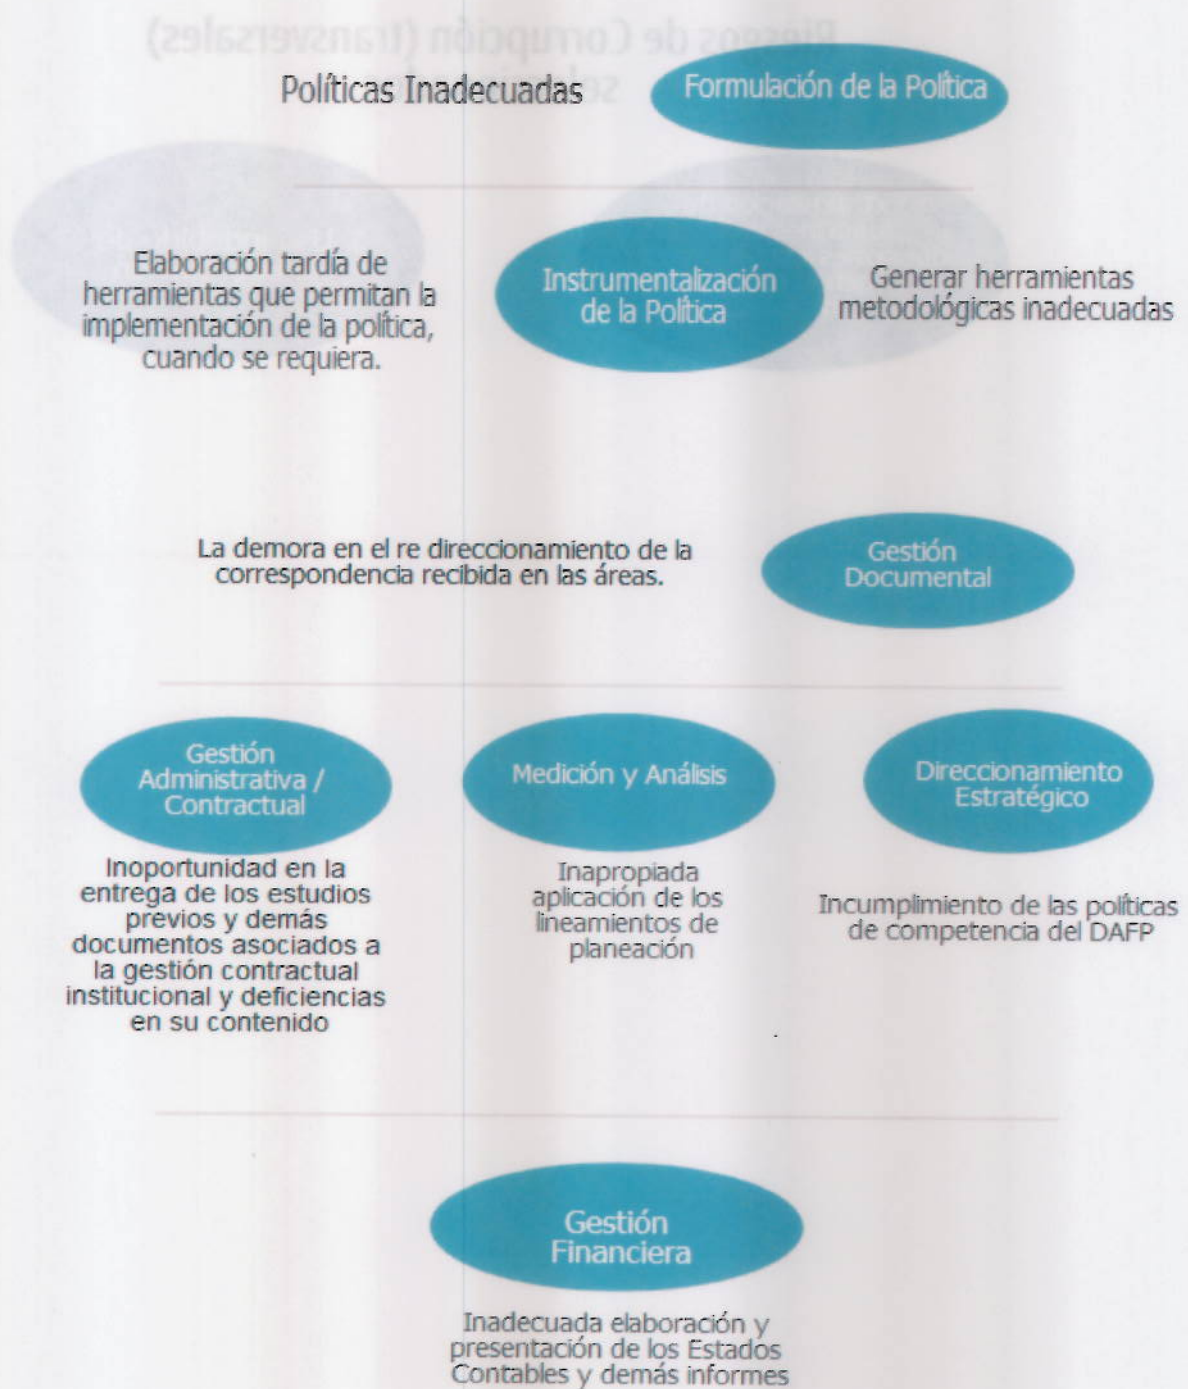 Políticas Inadecuadas
Formulación de la Política
Elaboración tardía de
herramientas que permitan la
implementación de la política,
cuando se requiera.
Instrumentalización
de la Política
Generar herramientas
metodológicas inadecuadas
La demora en el re direccionamiento de la
correspondencia recibida en las áreas.
Gestión
Documental
Gestión
Administrativa /
Contractual
Inoportunidad en la
entrega de los estudios
previos y demás
documentos asociados a
la gestión contractual
institucional y deficiencias
en su contenido
Medición y Análisis
Inapropiada
aplicación de los
lineamientos de
planeación
Direccionamiento
Estratégico
Incumplimiento de las políticas
de competencia del DAFP
Gestión
Financiera
Inadecuada elaboración y
presentación de los Estados
Contables y demás informes
Riesgos de Corrupción (transversales)